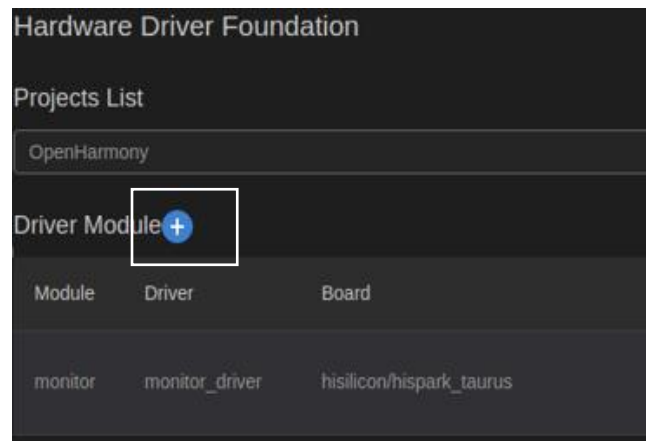 Hardware Driver Foundation
Projects List
OpenHarmony
Driver Module
Module Driver Board
monitor monitor_driver hisilicon/hispark_taurus